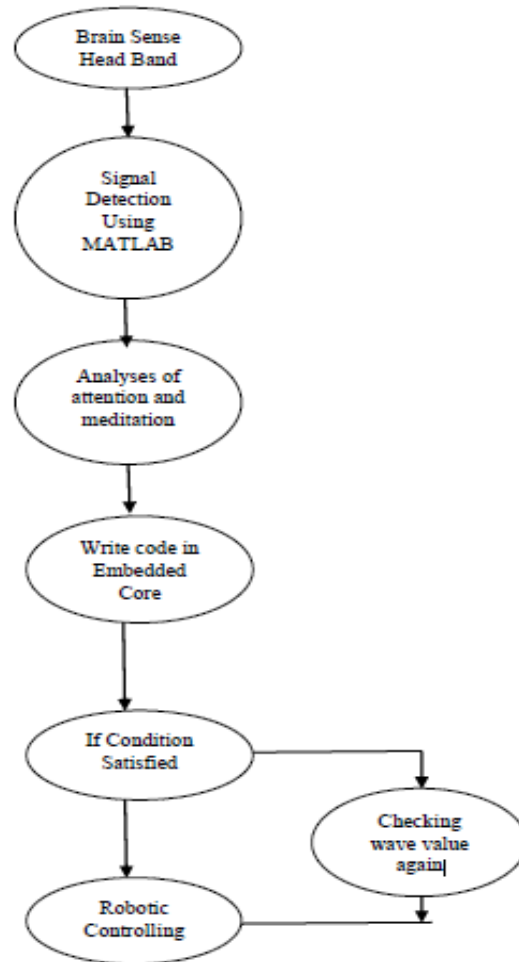 Brain Sense
Head Band
Signal
Detection
Using
MATLAB
Analyses of
attention and
meditation
Write code in
Embedded
Core
If Condition
Satisfied
Checking
wave value
again
Robotic
Controlling